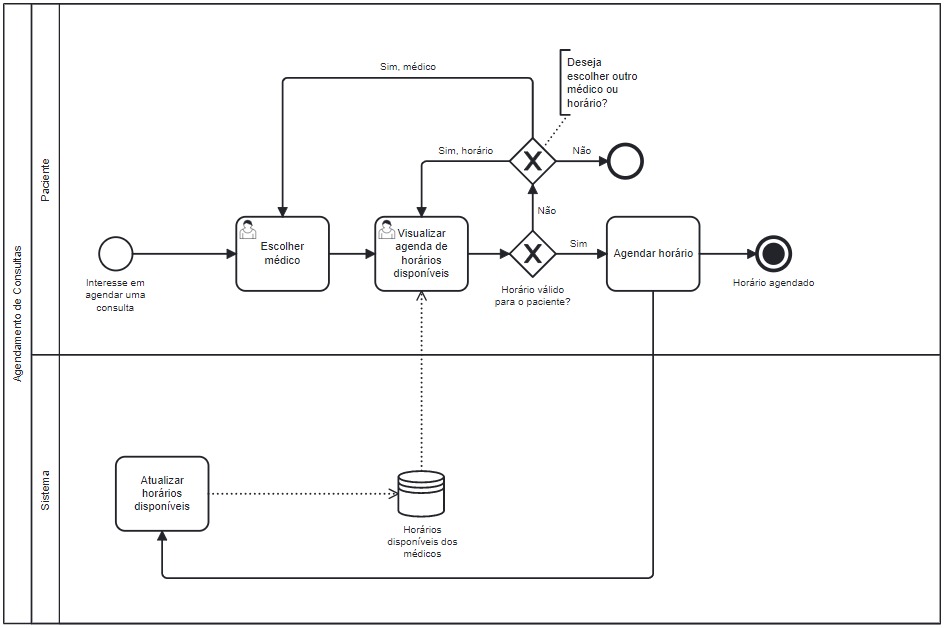 Agendamento de Consultas
Paciente
Sim, médico
Deseja
escolher outro
médico ou
horário?
Sim, horário
Não
Não
Interesse em
agendar uma
consulta
Escolher
médico
Visualizar
agenda de
horários
disponíveis
Horário válido
para o paciente?
Sim
Agendar horário
Horário agendado
Sistema
Atualizar
horários
disponíveis
Horários
disponíveis dos
médicos